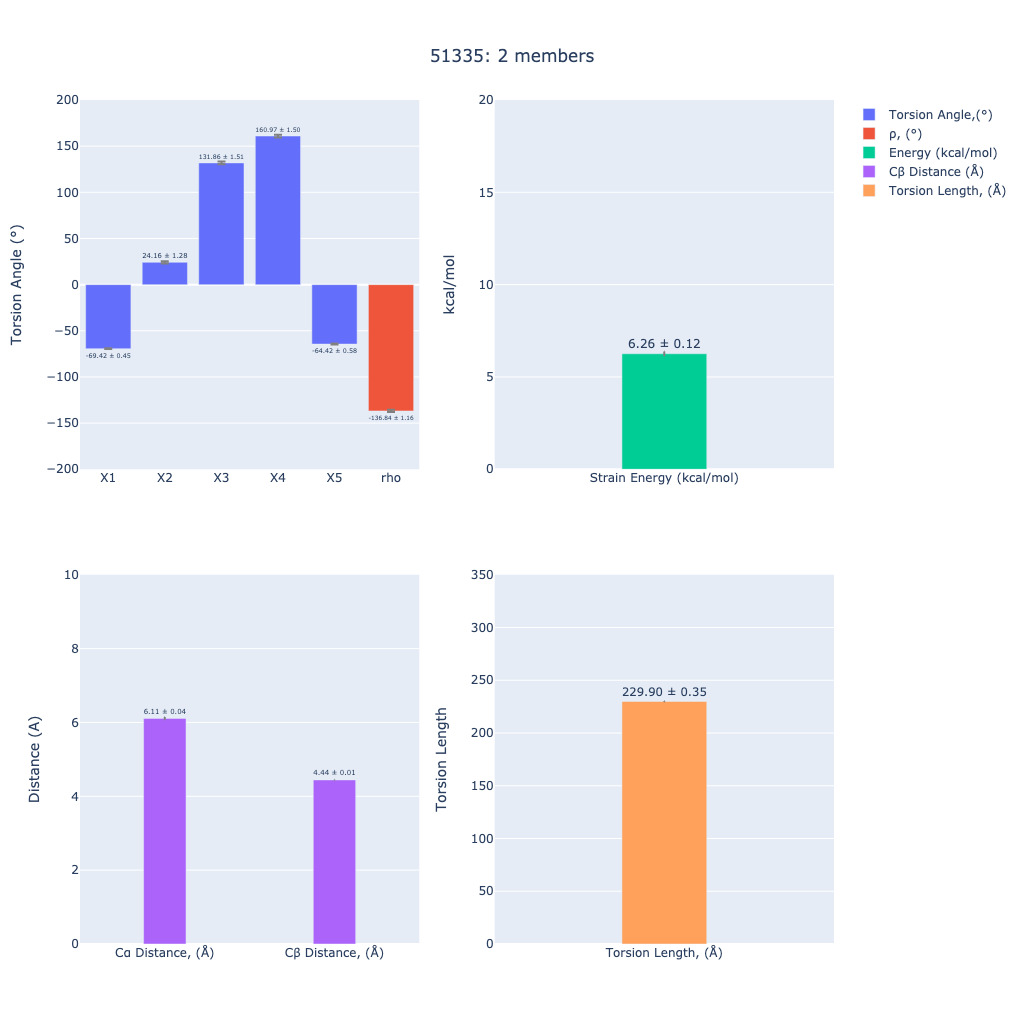 51335: 2 members
200
150
100
50
0
−50
−100
−150
−200
Torsion Angle (°)
-69.42 ± 0.45
24.16 ± 1.28
131.86 ± 1.51
160.97 ± 1.50
-64.42 ± 0.58
-136.84 ± 1.16
X1 X2 X3 X4 X5 rho
20
15
10
5
0
kcal/mol
6.26 ± 0.12
Strain Energy (kcal/mol)
Torsion Angle,(°)
ρ, (°)
Energy (kcal/mol)
Cβ Distance (Å)
Torsion Length, (Å)
10
8
6
4
2
0
Distance (A)
6.11 ± 0.04
4.44 ± 0.01
Cα Distance, (Å) Cβ Distance, (Å)
350
300
250
200
150
100
50
0
Torsion Length
229.90 ± 0.35
Torsion Length, (Å)